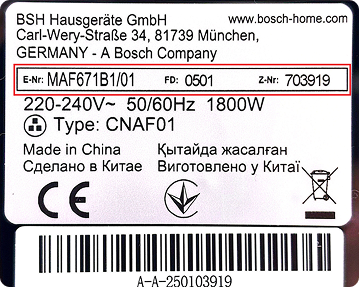 BSH Hausgeräte GmbH www.bosch-home.com
Carl-Wery-Straße 34, 81739 München,
GERMANY - A Bosch Company
E-Nr: MAF671B1/01 FD: 0501 Z-Nr: 703919
220-240V~ 50/60Hz 1800W
Type: CNAF01
Made in China Қытайда жасалған
Сделано в Китае Виготовлено у Китаї
CE EAC
A-A-250103919